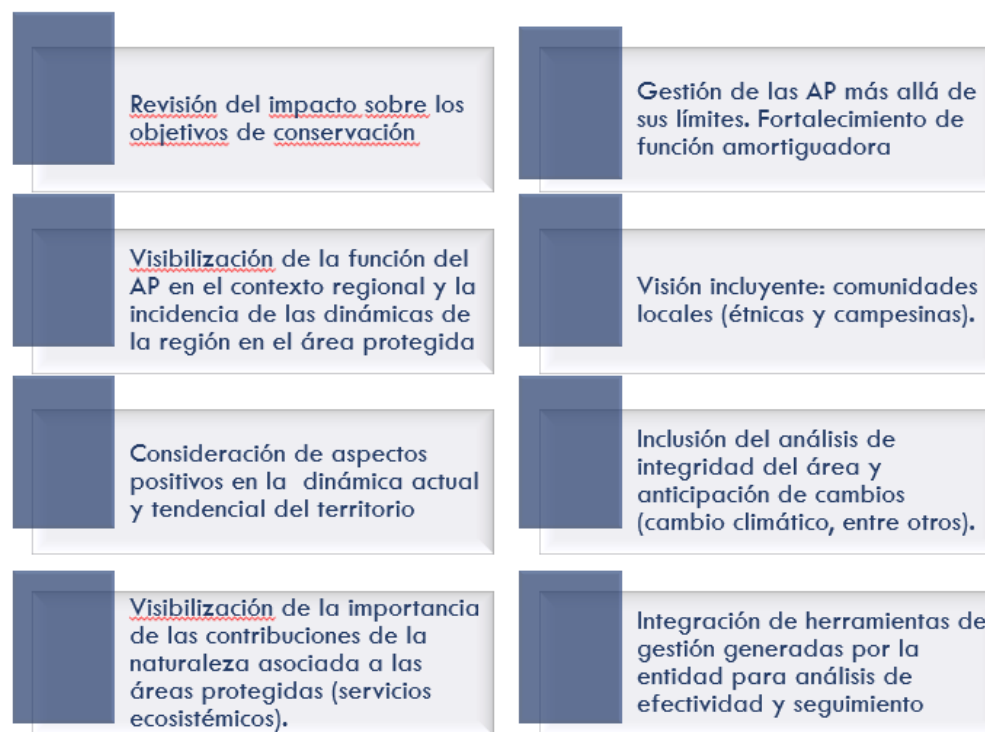 Revisión del impacto sobre los
objetivos de conservación
Gestión de las AP más allá de
sus límites. Fortalecimiento de
función amortiguadora
Visibilización de la función del
AP en el contexto regional y la
incidencia de las dinámicas de
la región en el área protegida
Visión incluyente: comunidades
locales (étnicas y campesinas).
Consideración de aspectos
positivos en la dinámica actual
y tendencial del territorio
Inclusión del análisis de
integridad del área y
anticipación de cambios
(cambio climático, entre otros).
Visibilización de la importancia
de las contribuciones de la
naturaleza asociada a las
áreas protegidas (servicios
ecosistémicos).
Integración de herramientas de
gestión generadas por la
entidad para análisis de
efectividad y seguimiento